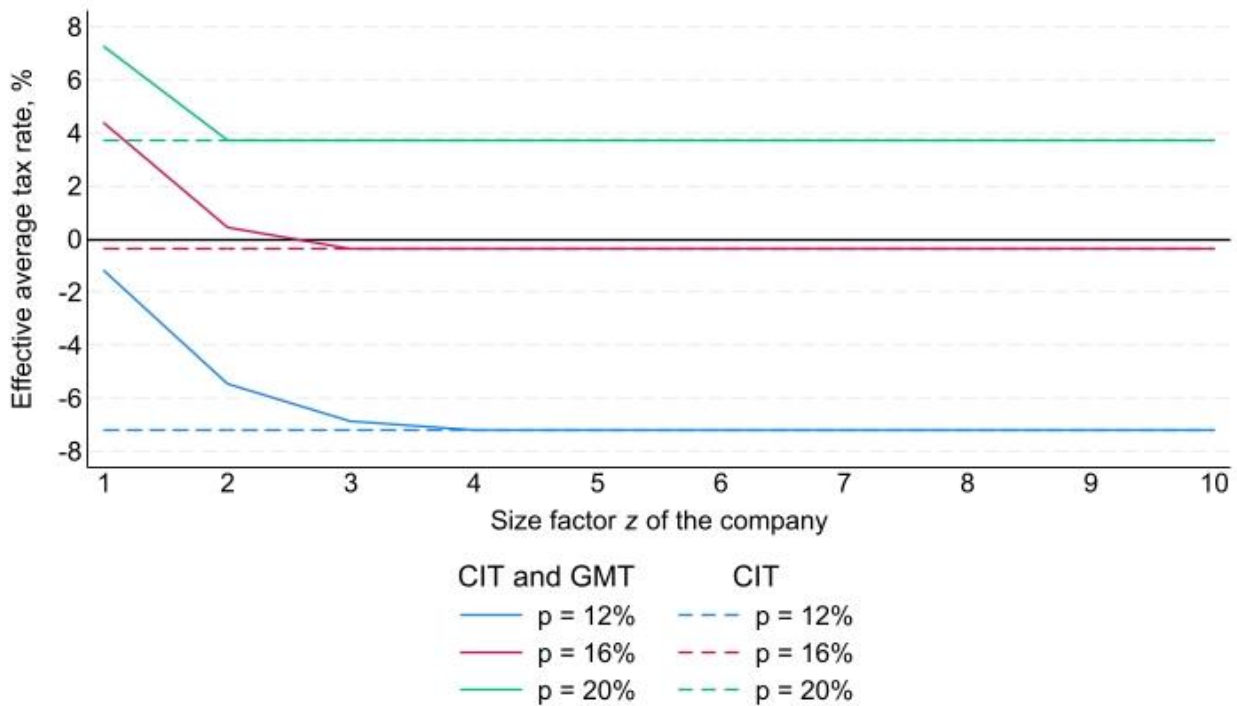 Effective average tax rate, %
8
6
4
2
0
-2
-4
-6
-8
1 2 3 4 5 6 7 8 9 10
Size factor z of the company
CIT and GMT CIT
p = 12% p = 12%
p = 16% p = 16%
p = 20% p = 20%